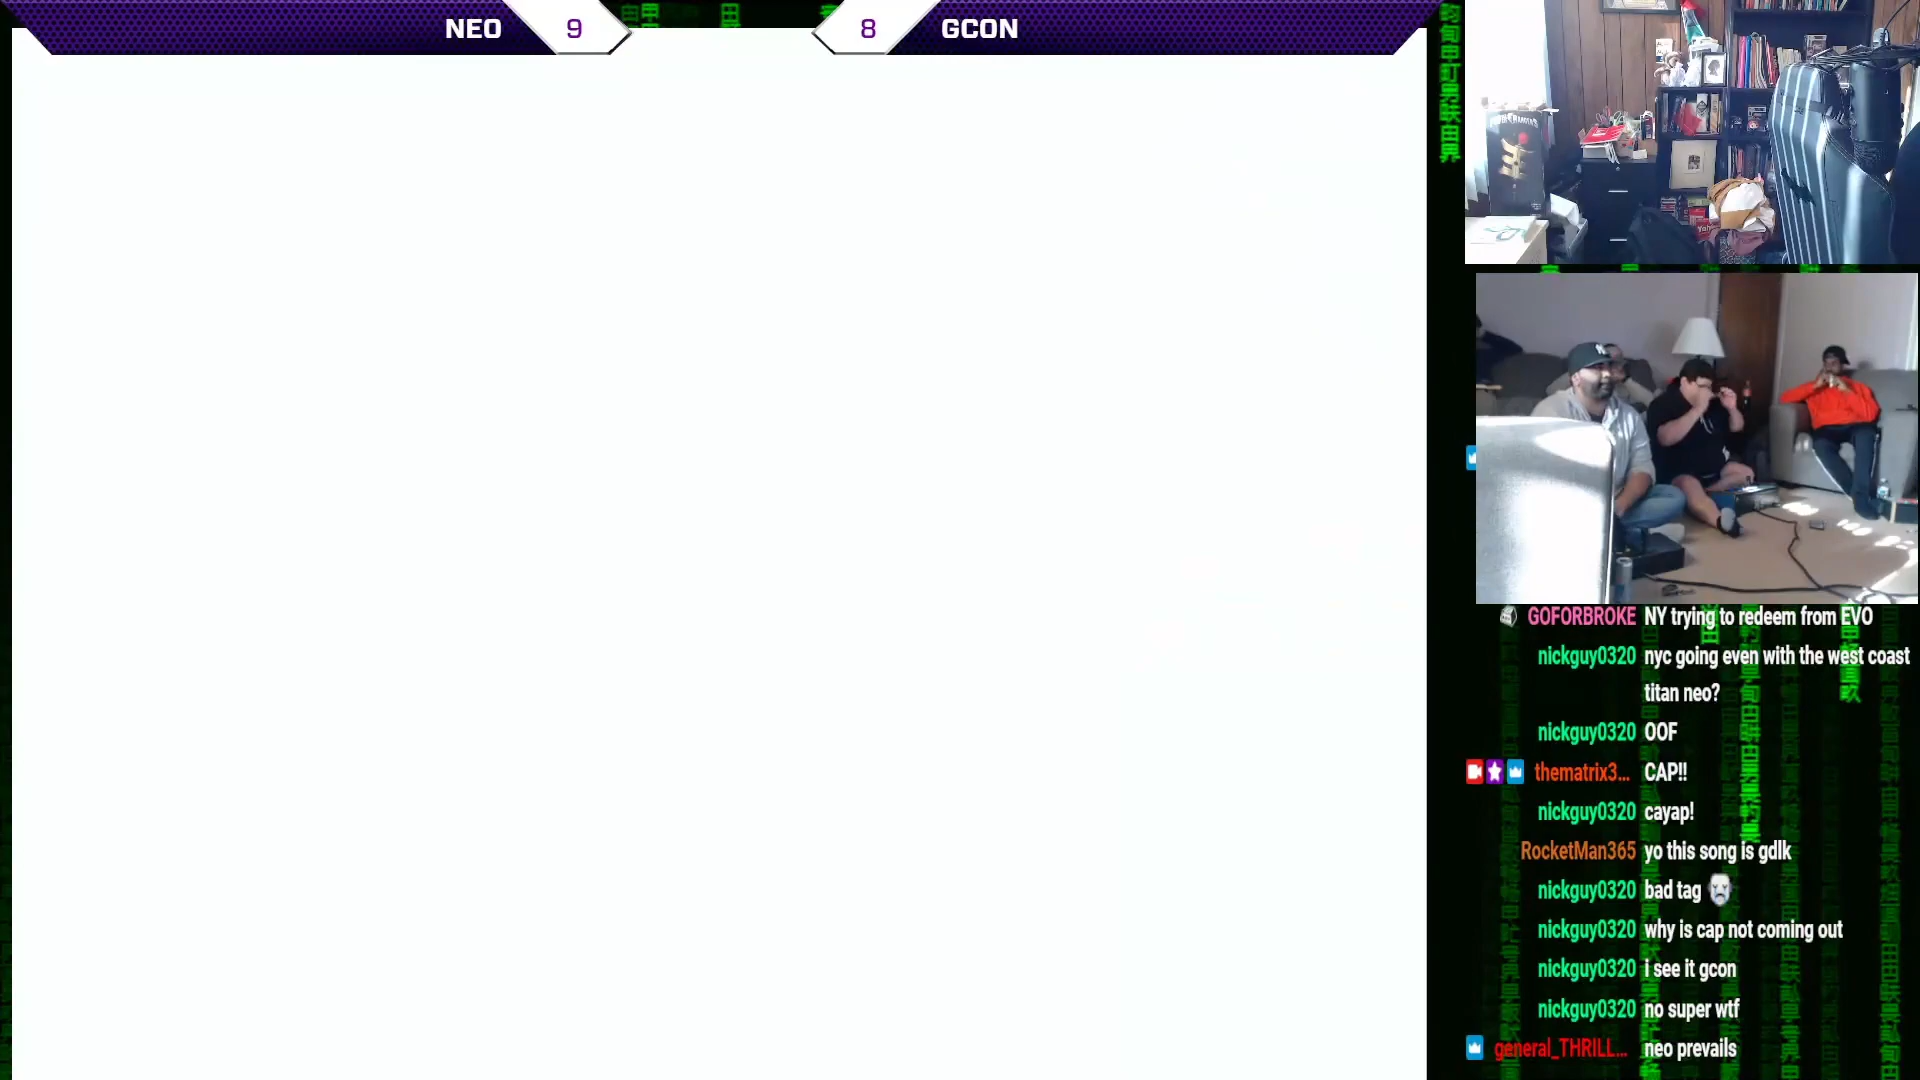 NEO 9 8 GCON
GOFORBROKE NY trying to redeem from EVO
nickguy0320 nyc going even with the west coast
titan neo?
nickguy0320 OOF
thematrix3... CAP!!
nickguy0320 cayap!
RocketMan365 yo this song is gdlk
nickguy0320 bad tag
nickguy0320 why is cap not coming out
nickguy0320 i see it gcon
nickguy0320 no super wtf
general_THRILL... neo prevails